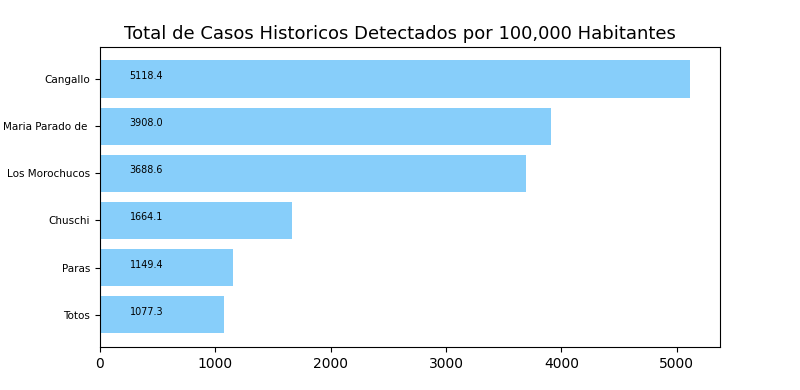 Total de Casos Historicos Detectados por 100,000 Habitantes
Cangallo 5118.4
Maria Parado de 3908.0
Los Morochucos 3688.6
Chuschi 1664.1
Paras 1149.4
Totos 1077.3
0 1000 2000 3000 4000 5000